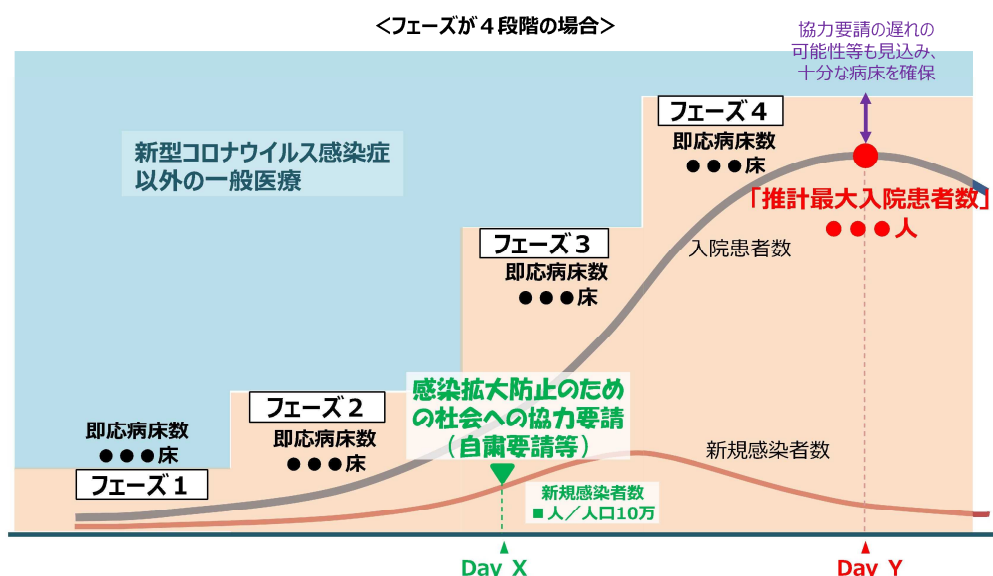 ＜フェーズが４段階の場合＞
協力要請の遅れの
可能性等も見込み、
十分な病床を確保
新型コロナウイルス感染症
以外の一般医療
フェーズ４
即応病床数
●●●床
「推計最大入院患者数」
●●●人
入院患者数
フェーズ３
即応病床数
●●●床
感染拡大防止のため
の社会への協力要請
（自粛要請等）
フェーズ２
即応病床数
●●●床
即応病床数
●●●床
フェーズ１
新規感染者数
新規感染者数
■人／人口10万
Day X
Day Y